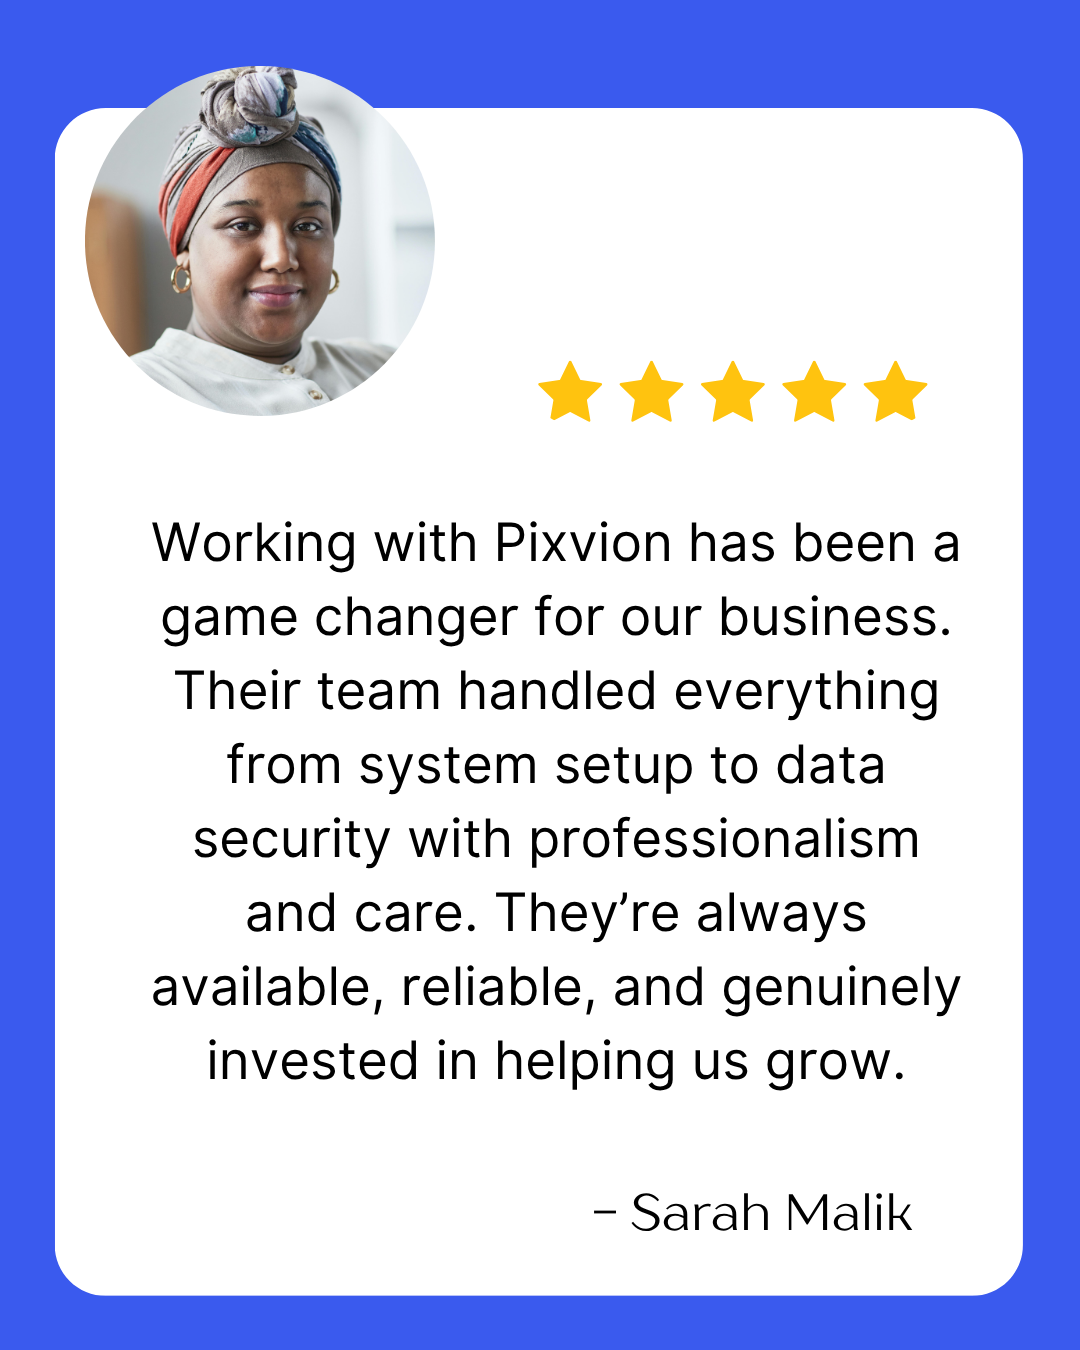 Working with Pixvion has been a
game changer for our business.
Their team handled everything
from system setup to data
security with professionalism
and care. They’re always
available, reliable, and genuinely
invested in helping us grow.
– Sarah Malik